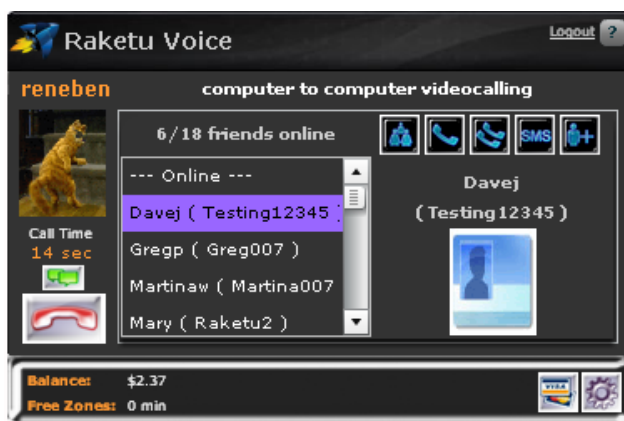 Raketu Voice
Logout ?
reneben
computer to computer videocalling
6/18 friends online
SMS
--- Online ---
Davej ( Testing12345 )
Gregp ( Greg007 )
Martinaw ( Martina007
Mary ( Raketu2 )
Davej
( Testing12345 )
Call Time
14 sec
Balance: $2.37
Free Zones: 0 min
VISA